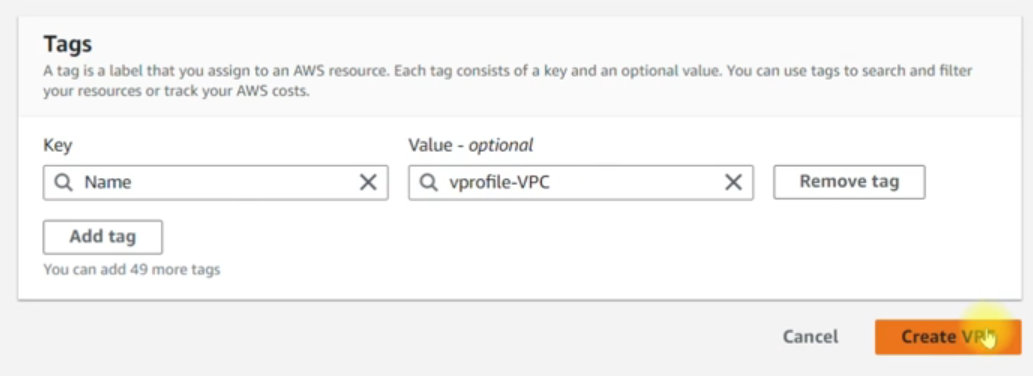 Tags
A tag is a label that you assign to an AWS resource. Each tag consists of a key and an optional value. You can use tags to search and filter
your resources or track your AWS costs.
Key
Value - optional
Name
vprofile-VPC
Remove tag
Add tag
You can add 49 more tags
Cancel
Create VPC